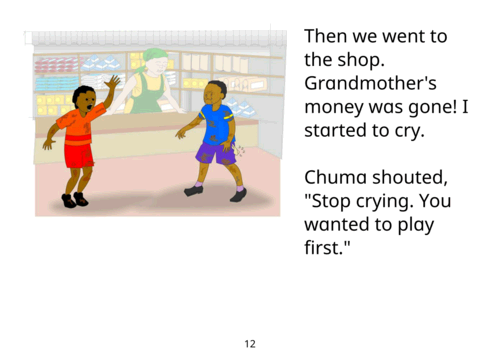 Then we went to
the shop.
Grandmother's
money was gone! I
started to cry.
Chuma shouted,
"Stop crying. You
wanted to play
first."
12